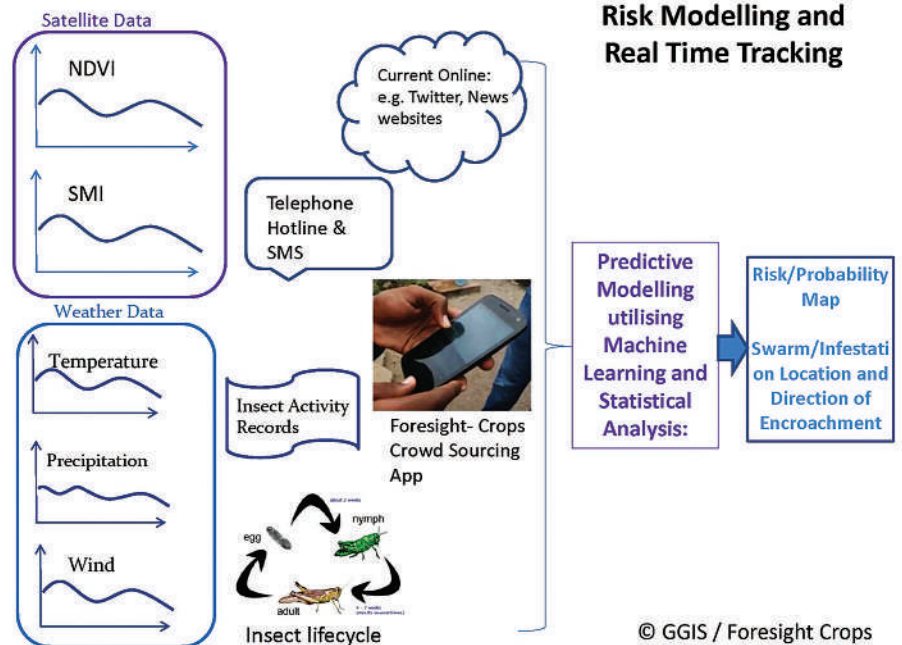 Risk Modelling and
Real Time Tracking
Satellite Data
NDVI
SMI
Weather Data
Temperature
Precipitation
Wind
Current Online:
e.g. Twitter, News
websites
Telephone
Hotline &
SMS
Insect Activity
Records
Foresight- Crops
Crowd Sourcing
App
about 2 weeks
egg
nymph
adult
Insect lifecycle
Predictive
Modelling
utilising
Machine
Learning and
Statistical
Analysis:
Risk/Probability
Map
Swarm/Infestati
on Location and
Direction of
Encroachment
© GGIS / Foresight Crops